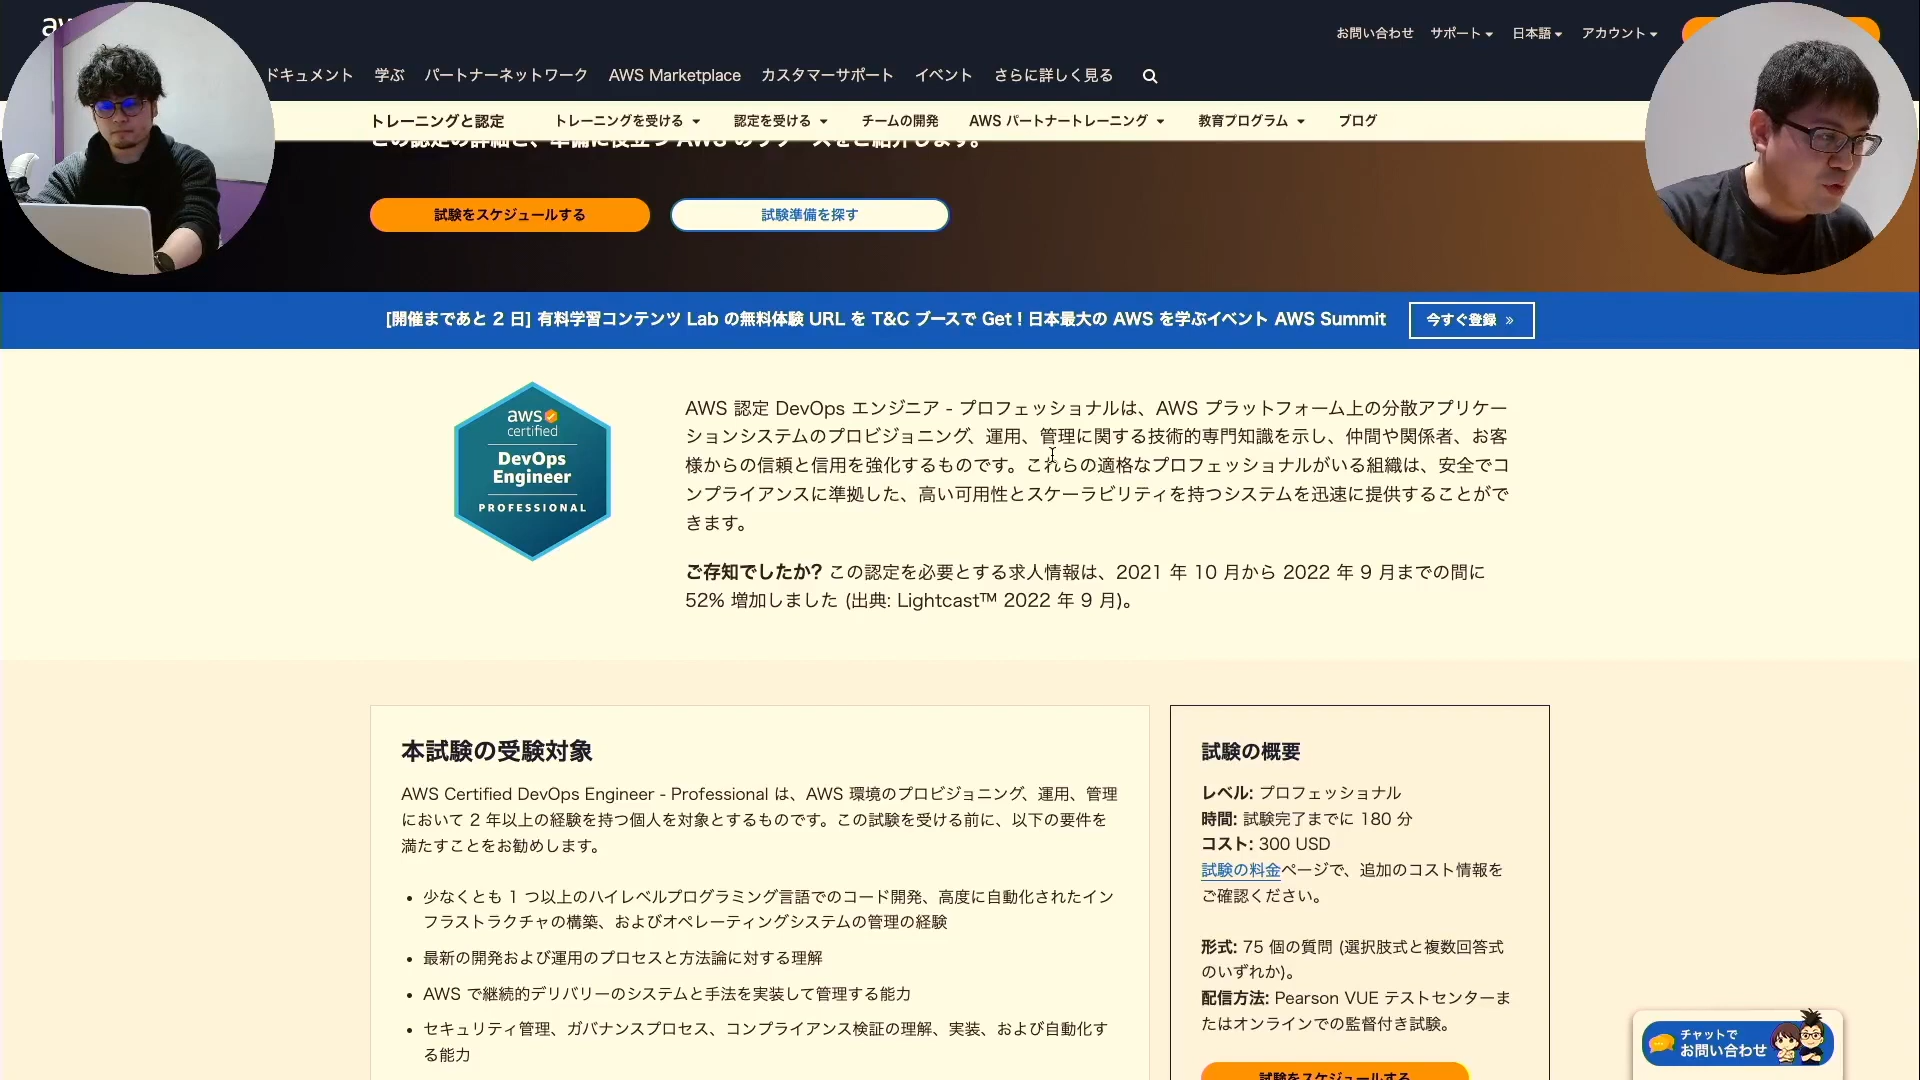 お問い合わせ サポート 日本語 アカウント
ドキュメント 学ぶ パートナーネットワーク AWS Marketplace カスタマーサポート イベント さらに詳しく見る
トレーニングと認定 トレーニングを受ける 認定を受ける チームの開発 AWS パートナートレーニング 教育プログラム ブログ
この認定の詳細と、準備に役立つ AWS のリソースをご紹介します。
試験をスケジュールする 試験準備を探す
[開催まであと 2 日] 有料学習コンテンツ Lab の無料体験 URL を T&C ブースで Get ! 日本最大の AWS を学ぶイベント AWS Summit 今すぐ登録 »
aws
certified
DevOps
Engineer
PROFESSIONAL
AWS 認定 DevOps エンジニア - プロフェッショナルは、AWS プラットフォーム上の分散アプリケー
ションシステムのプロビジョニング、運用、管理に関する技術的専門知識を示し、仲間や関係者、お客
様からの信頼と信用を強化するものです。これらの適格なプロフェッショナルがいる組織は、安全でコ
ンプライアンスに準拠した、高い可用性とスケーラビリティを持つシステムを迅速に提供することがで
きます。
ご存知でしたか? この認定を必要とする求人情報は、2021 年 10 月から 2022 年 9 月までの間に
52% 増加しました (出典: Lightcast™ 2022 年 9 月)。
本試験の受験対象
AWS Certified DevOps Engineer - Professional は、AWS 環境のプロビジョニング、運用、管理
において 2 年以上の経験を持つ個人を対象とするものです。この試験を受ける前に、以下の要件を
満たすことをお勧めします。
• 少なくとも 1 つ以上のハイレベルプログラミング言語でのコード開発、高度に自動化されたイン
フラストラクチャの構築、およびオペレーティングシステムの管理の経験
• 最新の開発および運用のプロセスと方法論に対する理解
• AWS で継続的デリバリーのシステムと手法を実装して管理する能力
• セキュリティ管理、ガバナンスプロセス、コンプライアンス検証の理解、実装、および自動化す
る能力
試験の概要
レベル: プロフェッショナル
時間: 試験完了までに 180 分
コスト: 300 USD
試験の料金ページで、追加のコスト情報を
ご確認ください。
形式: 75 個の質問 (選択肢式と複数回答式
のいずれか)。
配信方法: Pearson VUE テストセンターま
たはオンラインでの監督付き試験。
試験をスケジュールする
チャットで
お問い合わせ